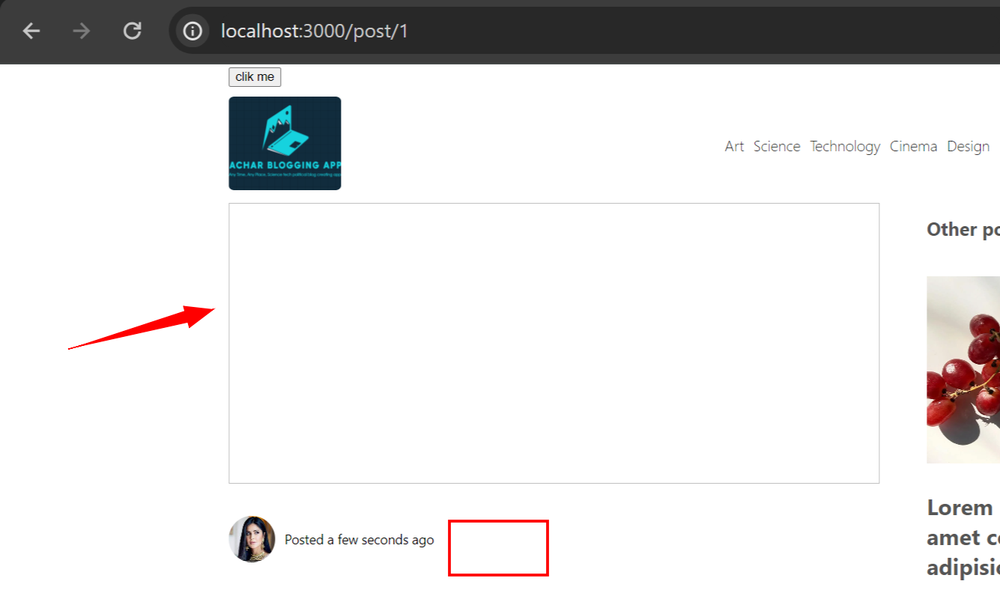 localhost:3000/post/1
clik me
ACHAR BLOGGING APP
Any Time, Any Place, Science tech political blog creating app
Art Science Technology Cinema Design
Other po
Posted a few seconds ago
Lorem
amet co
adipisic